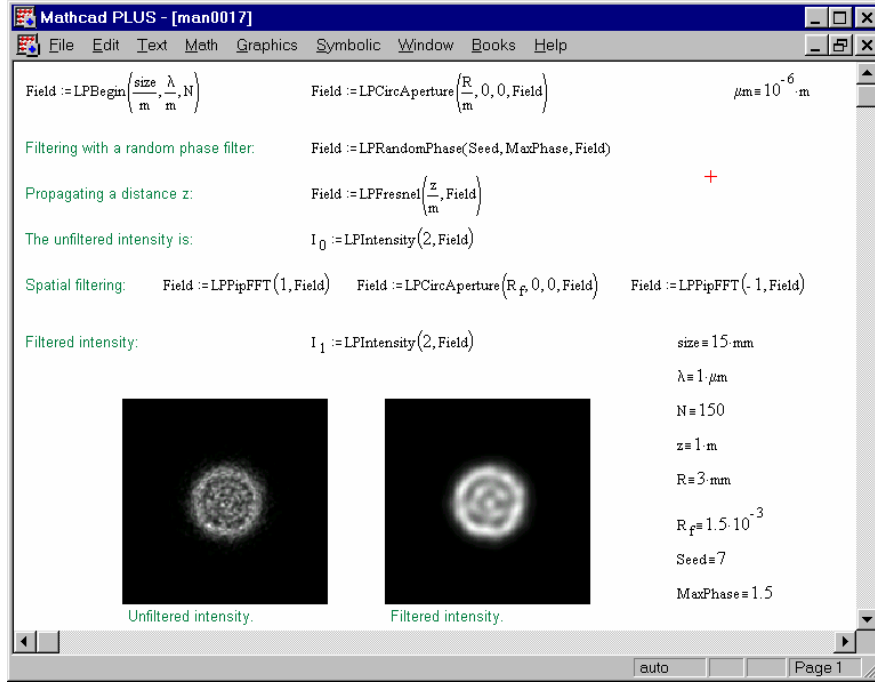 Mathcad PLUS - [man0017]
File Edit Text Math Graphics Symbolic Window Books Help
Field := LPBegin(size/m, λ/m, N) Field := LPCircAperture(R/m, 0, 0, Field) μm ≡ 10^-6·m
Filtering with a random phase filter: Field := LPRandomPhase(Seed, MaxPhase, Field)
Propagating a distance z: Field := LPFresnel(z/m, Field)
The unfiltered intensity is: I_0 := LPIntensity(2, Field)
Spatial filtering: Field := LPPipFFT(1, Field) Field := LPCircAperture(R_f, 0, 0, Field) Field := LPPipFFT(- 1, Field)
Filtered intensity: I_1 := LPIntensity(2, Field)
size ≡ 15·mm
λ ≡ 1·μm
N ≡ 150
z ≡ 1·m
R ≡ 3·mm
R_f ≡ 1.5·10^-3
Seed ≡ 7
MaxPhase ≡ 1.5
Unfiltered intensity. Filtered intensity.
auto Page 1